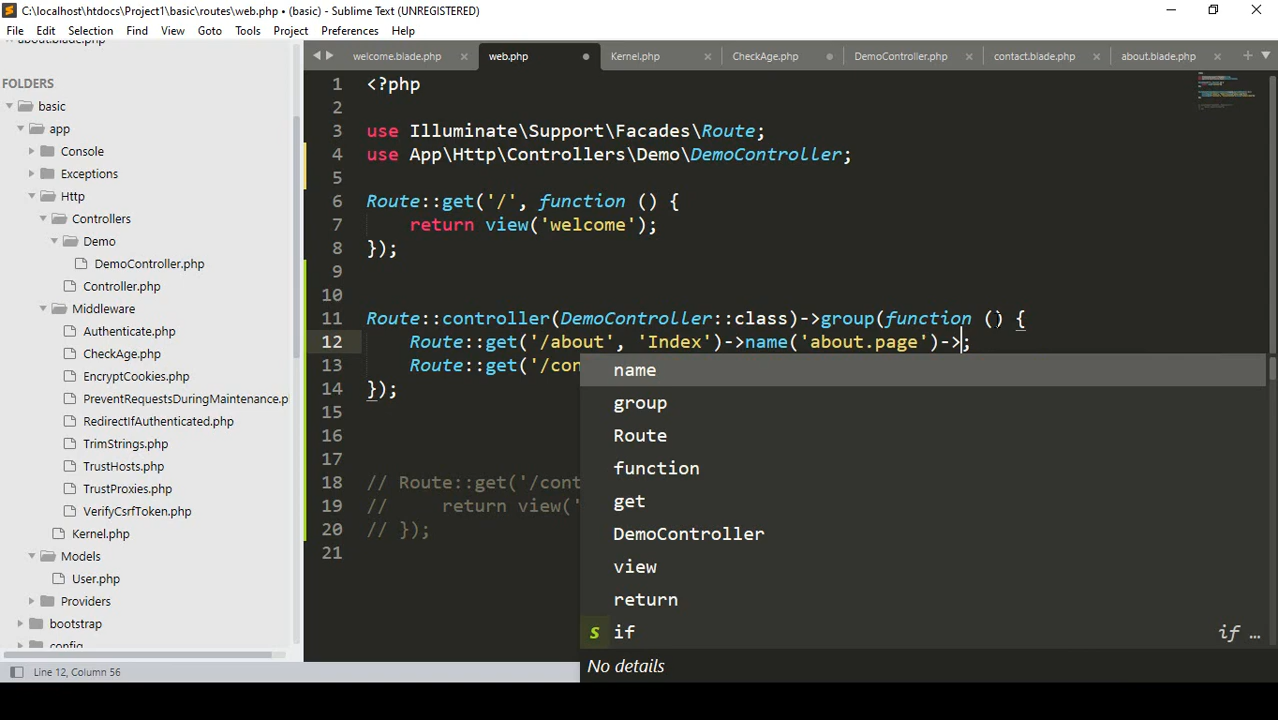 C:\localhost\htdocs\Project1\basic\routes\web.php • (basic) - Sublime Text (UNREGISTERED)
File Edit Selection Find View Goto Tools Project Preferences Help
about.blade.php
welcome.blade.php web.php Kernel.php CheckAge.php DemoController.php contact.blade.php about.blade.php
FOLDERS
basic
app
Console
Exceptions
Http
Controllers
Demo
DemoController.php
Controller.php
Middleware
Authenticate.php
CheckAge.php
EncryptCookies.php
PreventRequestsDuringMaintenance.p
RedirectIfAuthenticated.php
TrimStrings.php
TrustHosts.php
TrustProxies.php
VerifyCsrfToken.php
Kernel.php
Models
User.php
Providers
bootstrap
config
1 <?php
2
3 use Illuminate\Support\Facades\Route;
4 use App\Http\Controllers\Demo\DemoController;
5
6 Route::get('/', function () {
7 return view('welcome');
8 });
9
10
11 Route::controller(DemoController::class)->group(function () {
12 Route::get('/about', 'Index')->name('about.page')->;
13 Route::get('/con
14 });
15
16
17
18 // Route::get('/cont
19 // return view('
20 // });
21
name
group
Route
function
get
DemoController
view
return
s if if ...
No details
Line 12, Column 56